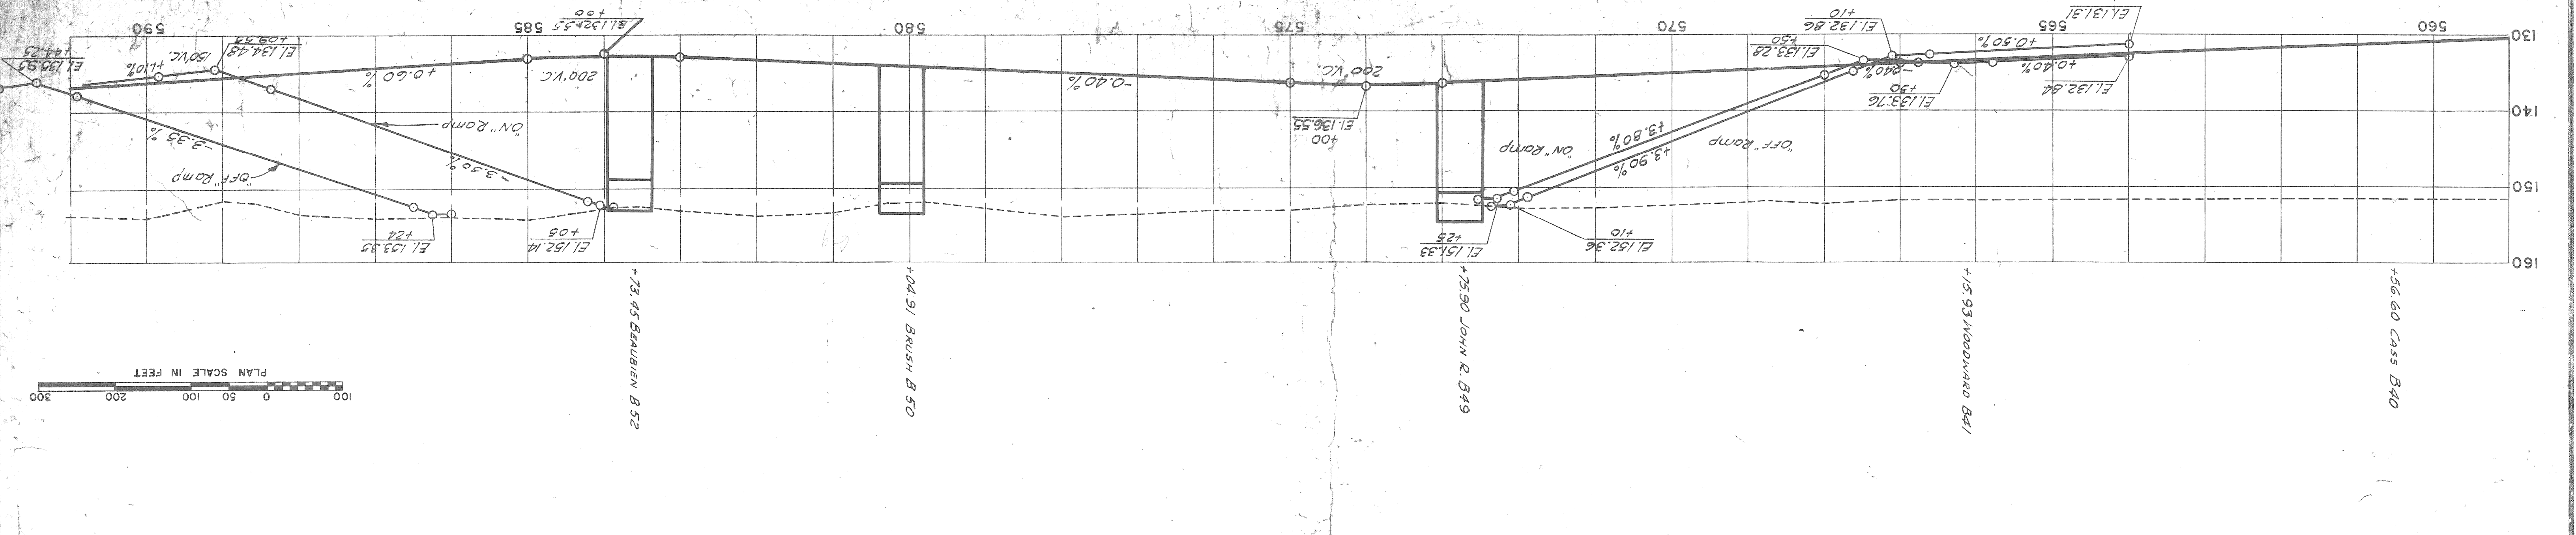 160
150
140
130
560
565
570
575
580
585
590
El. 131.31
El. 132.84
+0.50%
+0.40%
El. 132.86
+10
El. 133.28
+50
El. 133.76
+30
-0.40%
"OFF" Ramp
"ON" Ramp
+3.90%
+3.80%
El. 152.36
+10
El. 151.33
+25
200' V.C.
+00
El. 136.55
-0.40%
El. 132.55
+00
200' V.C.
+0.60%
El. 152.14
+05
"ON" Ramp
-3.50%
El. 153.35
+24
"OFF" Ramp
-3.35%
El. 134.48
+09.55
150' V.C.
+1.10%
El. 135.95
+44.25
+56.60 CASS B40
+15.93 WOODWARD B41
+75.90 JOHN R. B49
+04.91 BRUSH B50
+73.45 BEAUBIEN B52
100 0 50 100 200 300
PLAN SCALE IN FEET